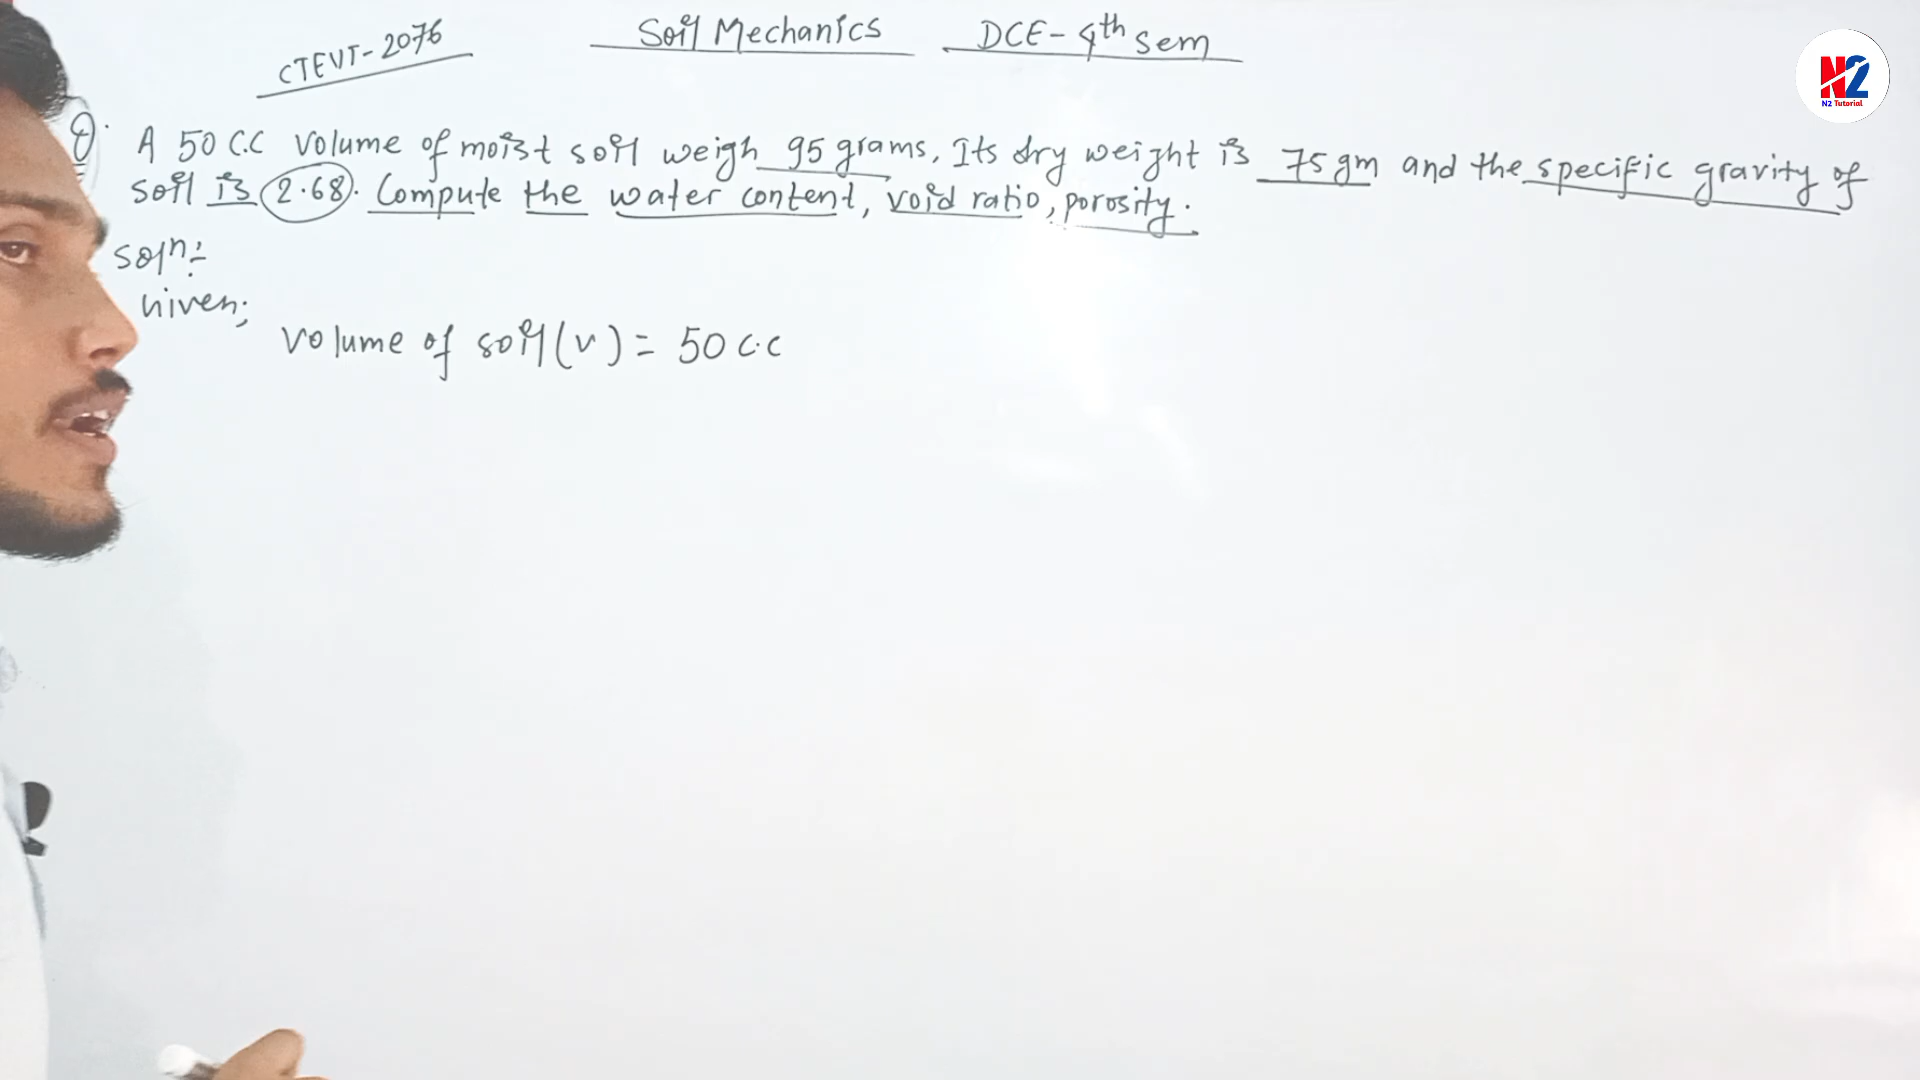 CTEVT-2076
Soil Mechanics
DCE-4th sem
N2
N2 Tutorial
Q. A 50 C.C volume of moist soil weigh 95 grams. Its dry weight is 75 gm and the specific gravity of
soil is 2.68. Compute the water content, void ratio, porosity.
Soln:-
Given;
Volume of soil (v) = 50 c.c